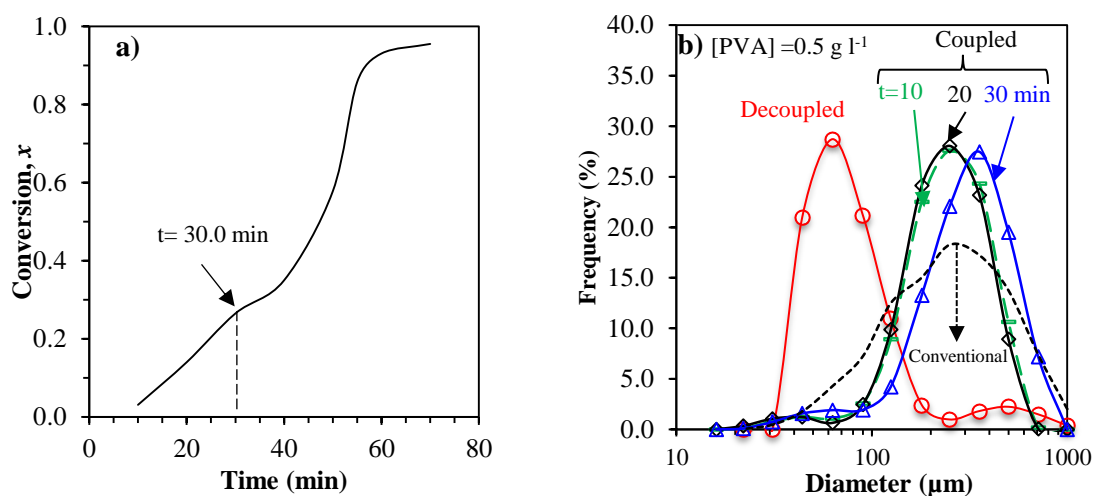 a)
1.0
0.8
0.6
0.4
0.2
0.0
Conversion, x
t= 30.0 min
0 20 40 60 80
Time (min)
b) [PVA] =0.5 g l-1
40.0
35.0
30.0
25.0
20.0
15.0
10.0
5.0
0.0
Frequency (%)
Coupled
t=10 20 30 min
Decoupled
Conventional
10 100 1000
Diameter (µm)